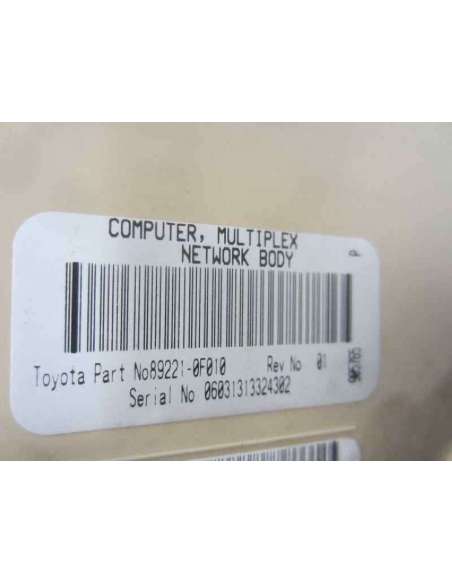 COMPUTER, MULTIPLEX
NETWORK BODY
P
Toyota Part No89221-0F010 Rev No 01
Serial No 06031313324302